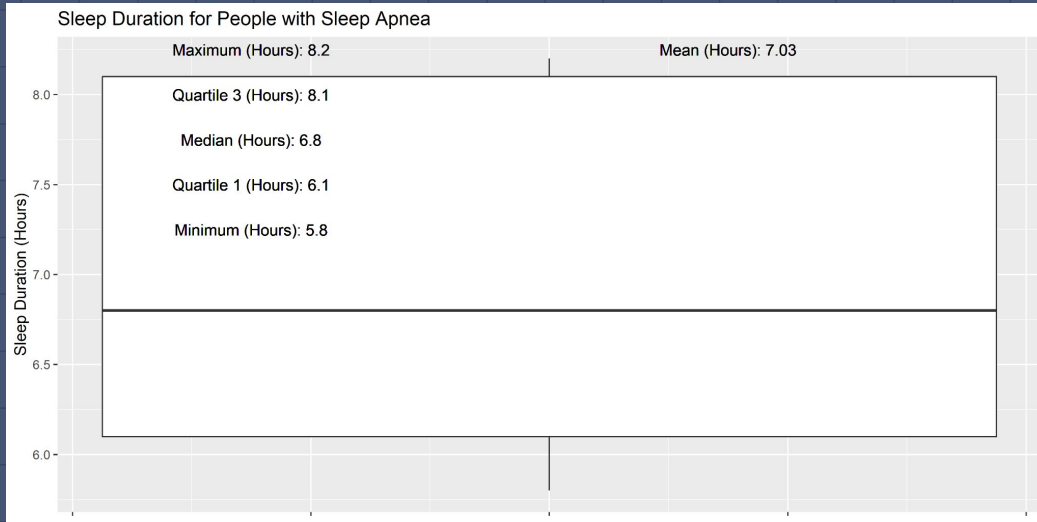 Sleep Duration for People with Sleep Apnea
Maximum (Hours): 8.2
Mean (Hours): 7.03
8.0
Quartile 3 (Hours): 8.1
Median (Hours): 6.8
7.5
Quartile 1 (Hours): 6.1
Minimum (Hours): 5.8
Sleep Duration (Hours)
7.0
6.5
6.0